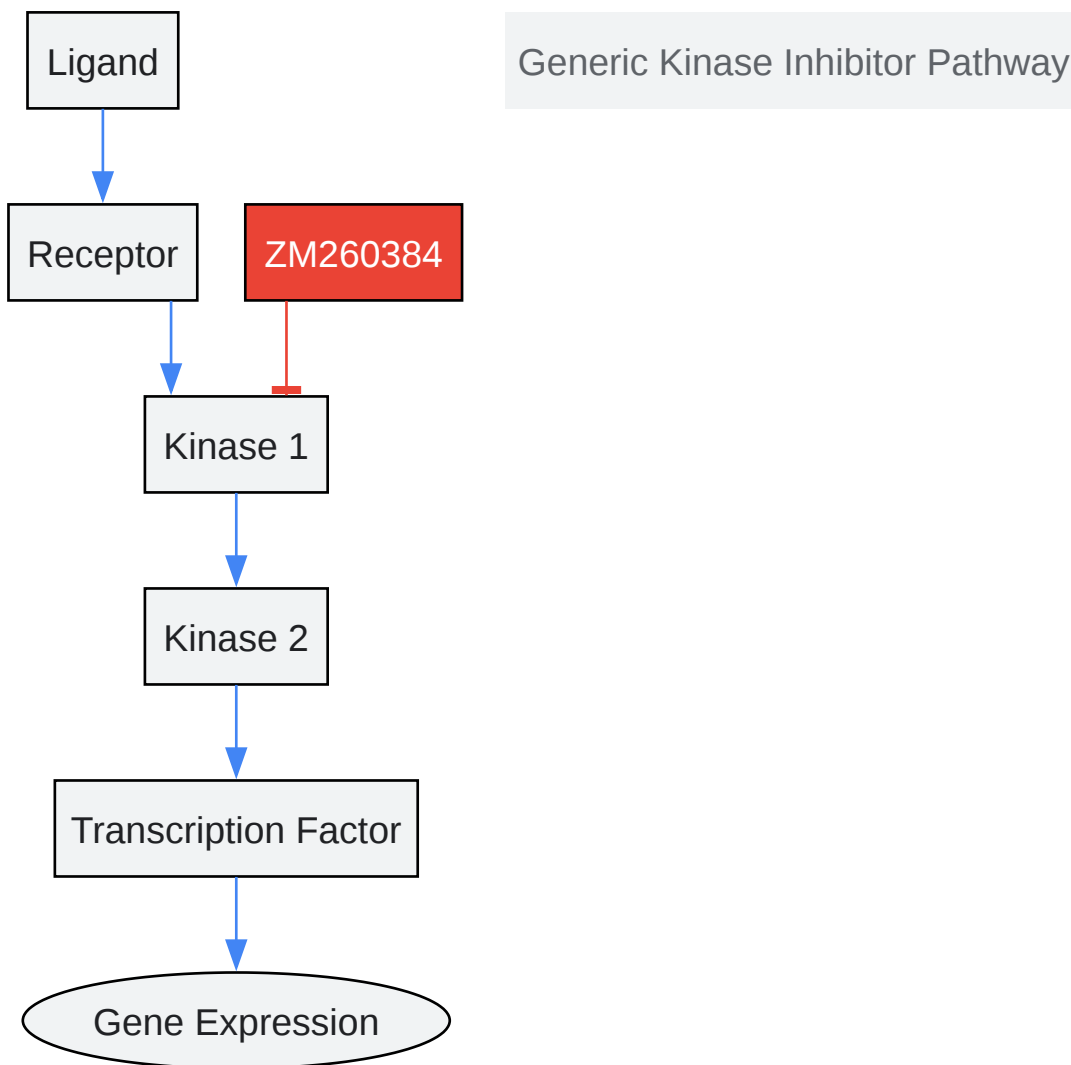 Ligand
Generic Kinase Inhibitor Pathway
Receptor
ZM260384
Kinase 1
Kinase 2
Transcription Factor
Gene Expression